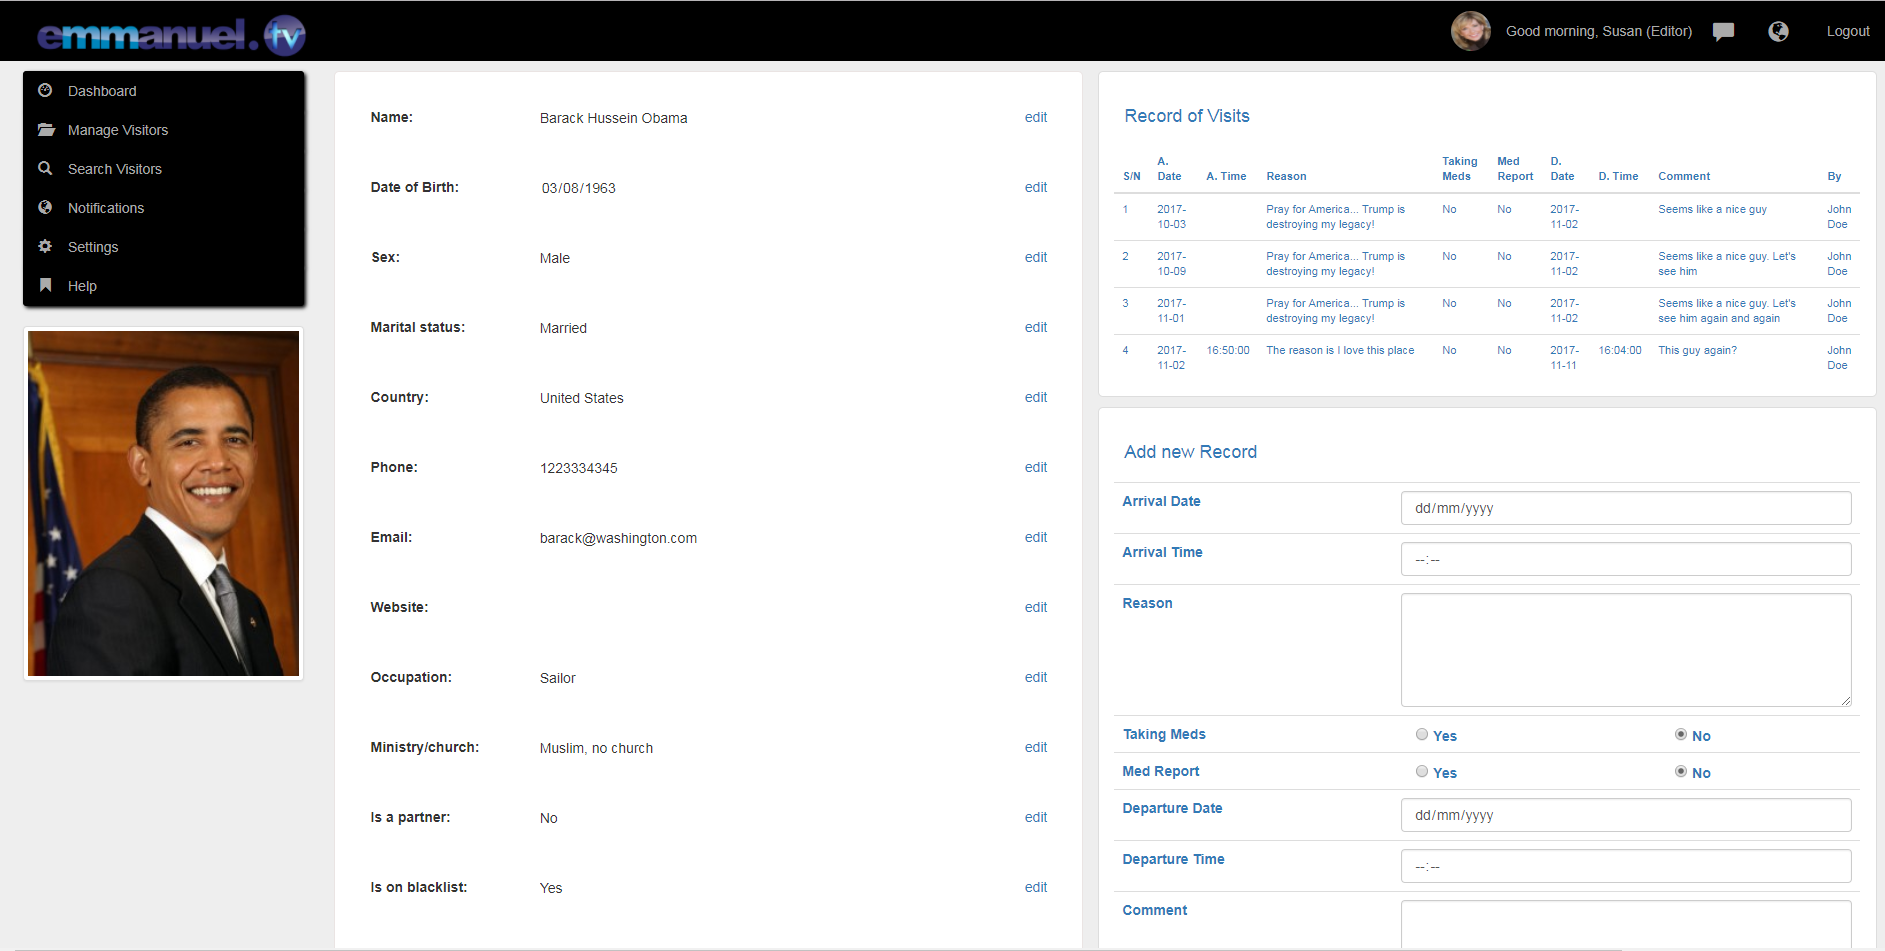 emmanuel.tv
Good morning, Susan (Editor)
Logout
Dashboard
Manage Visitors
Search Visitors
Notifications
Settings
Help
Name: Barack Hussein Obama edit
Date of Birth: 03/08/1963 edit
Sex: Male edit
Marital status: Married edit
Country: United States edit
Phone: 1223334345 edit
Email: barack@washington.com edit
Website: edit
Occupation: Sailor edit
Ministry/church: Muslim, no church edit
Is a partner: No edit
Is on blacklist: Yes edit
Record of Visits
A. Taking Med D.
S/N Date A. Time Reason Meds Report Date D. Time Comment By
1 2017- Pray for America... Trump is No No 2017- Seems like a nice guy John
10-03 destroying my legacy! 11-02 Doe
2 2017- Pray for America... Trump is No No 2017- Seems like a nice guy. Let's John
10-09 destroying my legacy! 11-02 see him Doe
3 2017- Pray for America... Trump is No No 2017- Seems like a nice guy. Let's John
11-01 destroying my legacy! 11-02 see him again and again Doe
4 2017- 16:50:00 The reason is I love this place No No 2017- 16:04:00 This guy again? John
11-02 11-11 Doe
Add new Record
Arrival Date dd/mm/yyyy
Arrival Time --:--
Reason
Taking Meds Yes No
Med Report Yes No
Departure Date dd/mm/yyyy
Departure Time --:--
Comment